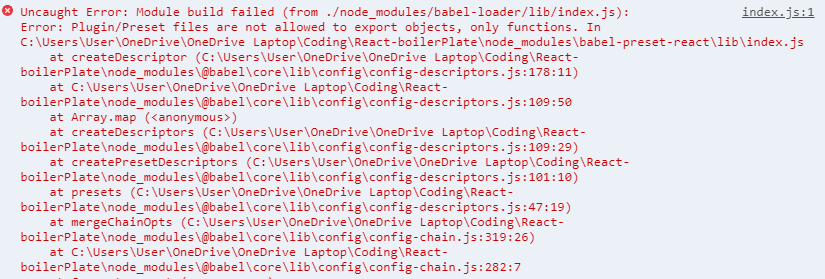 Uncaught Error: Module build failed (from ./node_modules/babel-loader/lib/index.js): index.js:1
Error: Plugin/Preset files are not allowed to export objects, only functions. In
C:\Users\User\OneDrive\OneDrive Laptop\Coding\React-boilerPlate\node_modules\babel-preset-react\lib\index.js
at createDescriptor (C:\Users\User\OneDrive\OneDrive Laptop\Coding\React-
boilerPlate\node_modules\@babel\core\lib\config\config-descriptors.js:178:11)
at C:\Users\User\OneDrive\OneDrive Laptop\Coding\React-
boilerPlate\node_modules\@babel\core\lib\config\config-descriptors.js:109:50
at Array.map (<anonymous>)
at createDescriptors (C:\Users\User\OneDrive\OneDrive Laptop\Coding\React-
boilerPlate\node_modules\@babel\core\lib\config\config-descriptors.js:109:29)
at createPresetDescriptors (C:\Users\User\OneDrive\OneDrive Laptop\Coding\React-
boilerPlate\node_modules\@babel\core\lib\config\config-descriptors.js:101:10)
at presets (C:\Users\User\OneDrive\OneDrive Laptop\Coding\React-
boilerPlate\node_modules\@babel\core\lib\config\config-descriptors.js:47:19)
at mergeChainOpts (C:\Users\User\OneDrive\OneDrive Laptop\Coding\React-
boilerPlate\node_modules\@babel\core\lib\config\config-chain.js:319:26)
at C:\Users\User\OneDrive\OneDrive Laptop\Coding\React-
boilerPlate\node_modules\@babel\core\lib\config\config-chain.js:282:7